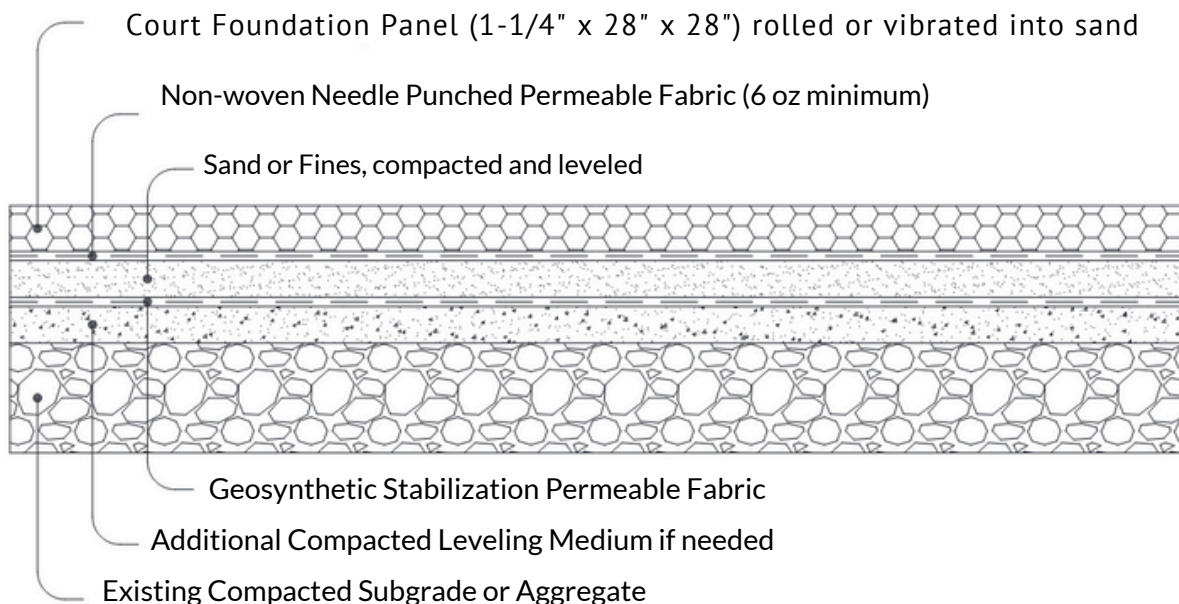 Court Foundation Panel (1-1/4" x 28" x 28") rolled or vibrated into sand
Non-woven Needle Punched Permeable Fabric (6 oz minimum)
Sand or Fines, compacted and leveled
Geosynthetic Stabilization Permeable Fabric
Additional Compacted Leveling Medium if needed
Existing Compacted Subgrade or Aggregate